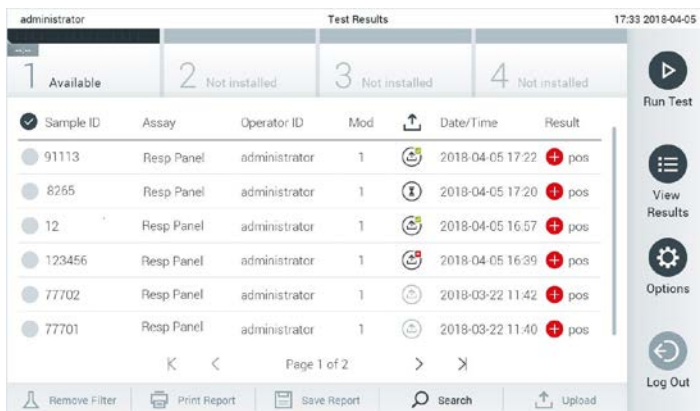 administrator Test Results 17:33 2018-04-05
1 Available 2 Not installed 3 Not installed 4 Not installed
Run Test
Sample ID Assay Operator ID Mod Date/Time Result
91113 Resp Panel administrator 1 2018-04-05 17:22 pos
8265 Resp Panel administrator 1 2018-04-05 17:20 pos
View Results
12 Resp Panel administrator 1 2018-04-05 16:57 pos
123456 Resp Panel administrator 1 2018-04-05 16:39 pos
Options
77702 Resp Panel administrator 1 2018-03-22 11:42 pos
77701 Resp Panel administrator 1 2018-03-22 11:40 pos
Page 1 of 2
Log Out
Remove Filter Print Report Save Report Search Upload